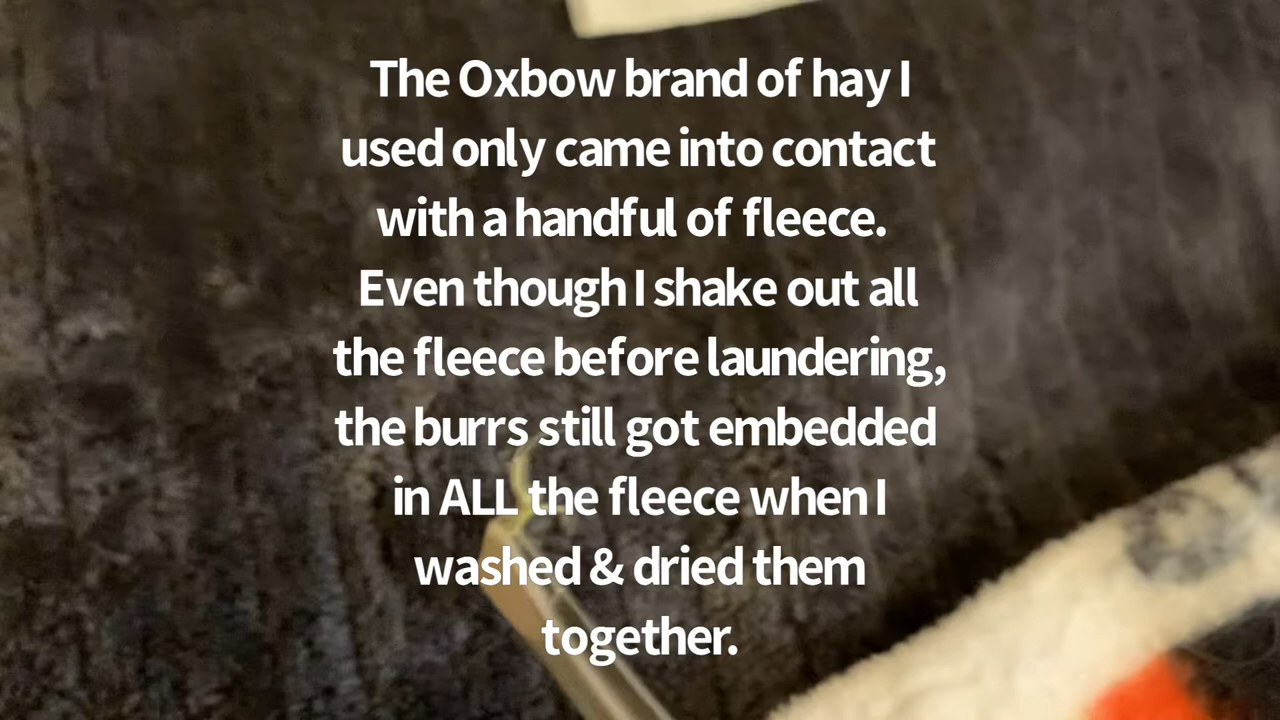 The Oxbow brand of hay I
used only came into contact
with a handful of fleece.
Even though I shake out all
the fleece before laundering,
the burrs still got embedded
in ALL the fleece when I
washed & dried them
together.